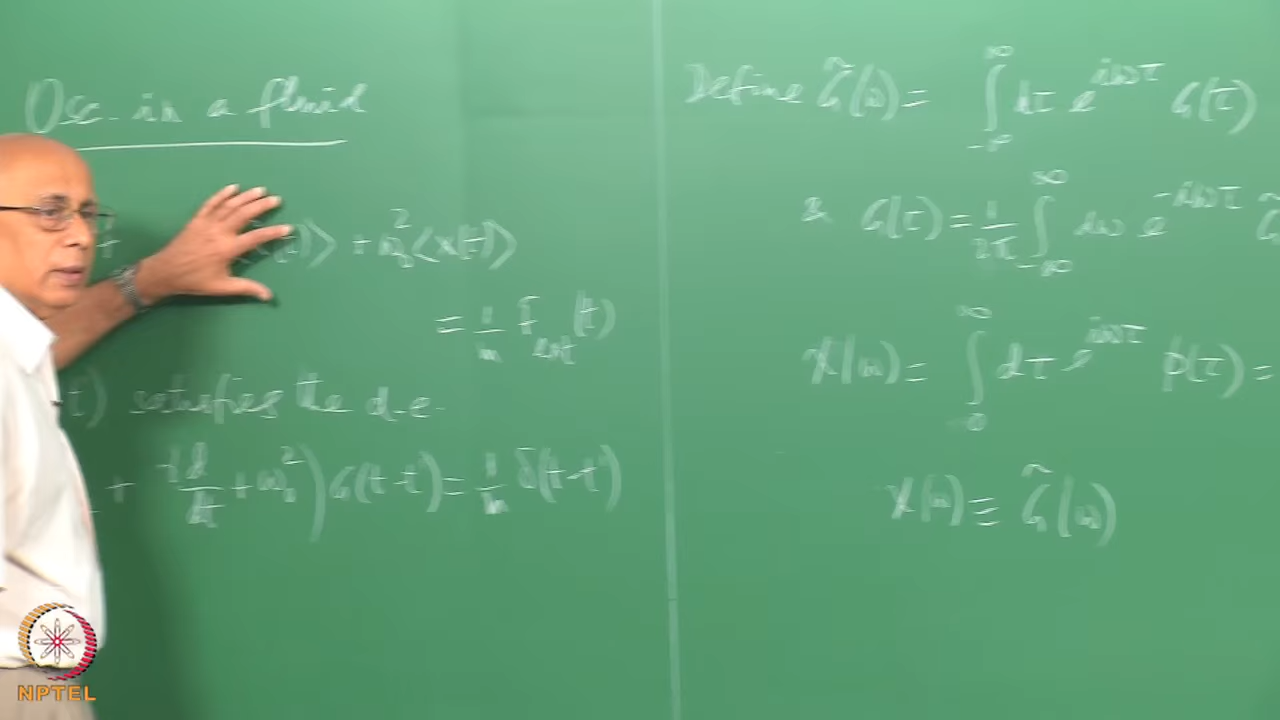 Osc. in a fluid
+ ⟩ + ω₀² ⟨x(t)⟩
= 1/m F_ext(t)
t) satisfies the d.e.
+ γ d/dt + ω₀²) G(t-t') = 1/m δ(t-t')
Define G̃(ω) = ∫_{-∞}^{∞} dτ e^{iωτ} G(τ)
& G(τ) = 1/2π ∫_{-∞}^{∞} dω e^{-iωτ} G̃
χ(ω) = ∫^{∞} dτ e^{iωτ} φ(τ) =
χ(ω) ≡ G̃(ω)
NPTEL